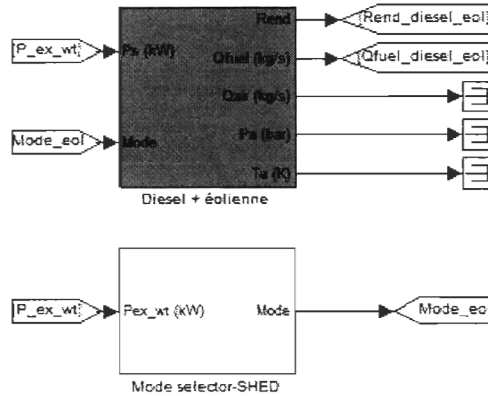 Rend
[Rend_diesel_eol]
[P_ex_wt]
Ps (kW)
Qfuel (kg/s)
[Qfuel_diesel_eol]
Qair (kg/s)
Mode_eol
Mode
Pa (bar)
Ta (K)
Diesel + éolienne
[P_ex_wt]
Pex_wt (kW)
Mode
Mode_eol
Mode selector-SHED